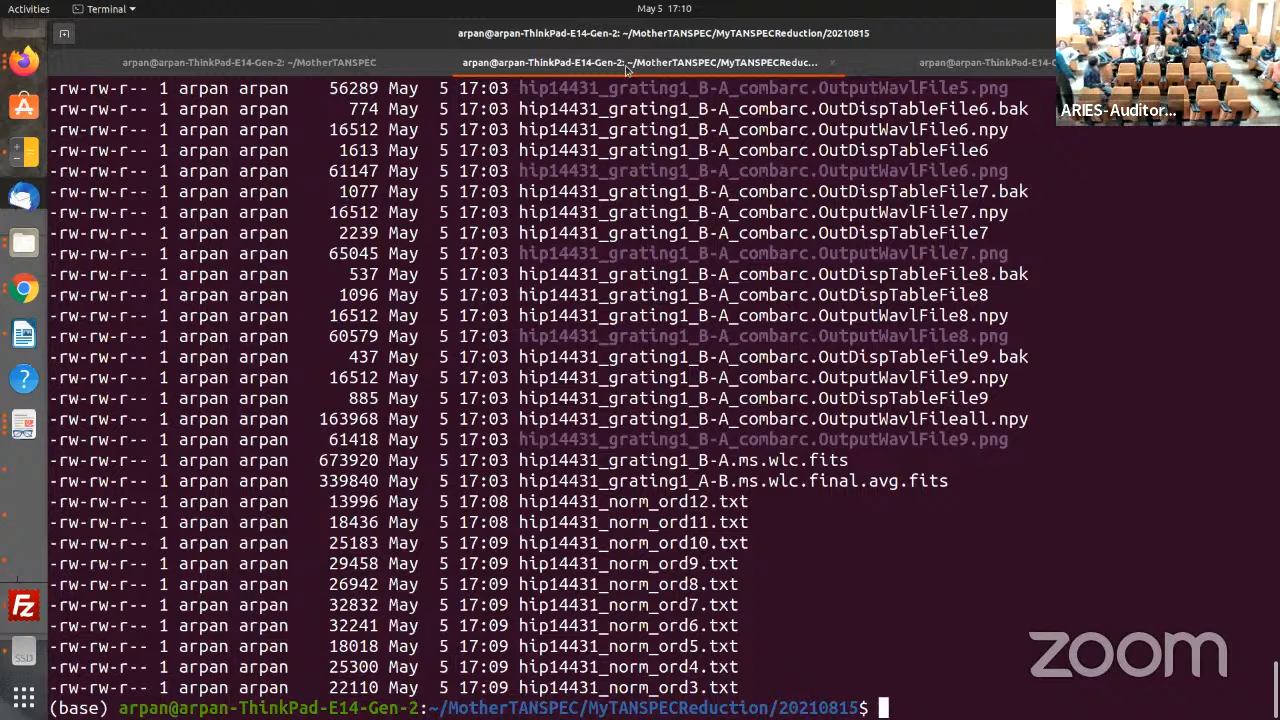 Activities Terminal May 5 17:10
arpan@arpan-ThinkPad-E14-Gen-2: ~/MotherTANSPEC/MyTANSPECReduction/20210815
arpan@arpan-ThinkPad-E14-Gen-2: ~/MotherTANSPEC arpan@arpan-ThinkPad-E14-Gen-2: ~/MotherTANSPEC/MyTANSPECReduc... × arpan@arpan-ThinkPad-E14-Gen-2: ~/MotherTANSPEC
ARIES-Auditor...
-rw-rw-r-- 1 arpan arpan 56289 May 5 17:03 hip14431_grating1_B-A_combarc.OutputWavlFile5.png
-rw-rw-r-- 1 arpan arpan 774 May 5 17:03 hip14431_grating1_B-A_combarc.OutDispTableFile6.bak
-rw-rw-r-- 1 arpan arpan 16512 May 5 17:03 hip14431_grating1_B-A_combarc.OutputWavlFile6.npy
-rw-rw-r-- 1 arpan arpan 1613 May 5 17:03 hip14431_grating1_B-A_combarc.OutDispTableFile6
-rw-rw-r-- 1 arpan arpan 61147 May 5 17:03 hip14431_grating1_B-A_combarc.OutputWavlFile6.png
-rw-rw-r-- 1 arpan arpan 1077 May 5 17:03 hip14431_grating1_B-A_combarc.OutDispTableFile7.bak
-rw-rw-r-- 1 arpan arpan 16512 May 5 17:03 hip14431_grating1_B-A_combarc.OutputWavlFile7.npy
-rw-rw-r-- 1 arpan arpan 2239 May 5 17:03 hip14431_grating1_B-A_combarc.OutDispTableFile7
-rw-rw-r-- 1 arpan arpan 65045 May 5 17:03 hip14431_grating1_B-A_combarc.OutputWavlFile7.png
-rw-rw-r-- 1 arpan arpan 537 May 5 17:03 hip14431_grating1_B-A_combarc.OutDispTableFile8.bak
-rw-rw-r-- 1 arpan arpan 1096 May 5 17:03 hip14431_grating1_B-A_combarc.OutDispTableFile8
-rw-rw-r-- 1 arpan arpan 16512 May 5 17:03 hip14431_grating1_B-A_combarc.OutputWavlFile8.npy
-rw-rw-r-- 1 arpan arpan 60579 May 5 17:03 hip14431_grating1_B-A_combarc.OutputWavlFile8.png
-rw-rw-r-- 1 arpan arpan 437 May 5 17:03 hip14431_grating1_B-A_combarc.OutDispTableFile9.bak
-rw-rw-r-- 1 arpan arpan 16512 May 5 17:03 hip14431_grating1_B-A_combarc.OutputWavlFile9.npy
-rw-rw-r-- 1 arpan arpan 885 May 5 17:03 hip14431_grating1_B-A_combarc.OutDispTableFile9
-rw-rw-r-- 1 arpan arpan 163968 May 5 17:03 hip14431_grating1_B-A_combarc.OutputWavlFileall.npy
-rw-rw-r-- 1 arpan arpan 61418 May 5 17:03 hip14431_grating1_B-A_combarc.OutputWavlFile9.png
-rw-rw-r-- 1 arpan arpan 673920 May 5 17:03 hip14431_grating1_B-A.ms.wlc.fits
-rw-rw-r-- 1 arpan arpan 339840 May 5 17:03 hip14431_grating1_A-B.ms.wlc.final.avg.fits
-rw-rw-r-- 1 arpan arpan 13996 May 5 17:08 hip14431_norm_ord12.txt
-rw-rw-r-- 1 arpan arpan 18436 May 5 17:08 hip14431_norm_ord11.txt
-rw-rw-r-- 1 arpan arpan 25183 May 5 17:09 hip14431_norm_ord10.txt
-rw-rw-r-- 1 arpan arpan 29458 May 5 17:09 hip14431_norm_ord9.txt
-rw-rw-r-- 1 arpan arpan 26942 May 5 17:09 hip14431_norm_ord8.txt
-rw-rw-r-- 1 arpan arpan 32832 May 5 17:09 hip14431_norm_ord7.txt
-rw-rw-r-- 1 arpan arpan 32241 May 5 17:09 hip14431_norm_ord6.txt
-rw-rw-r-- 1 arpan arpan 18018 May 5 17:09 hip14431_norm_ord5.txt
-rw-rw-r-- 1 arpan arpan 25300 May 5 17:09 hip14431_norm_ord4.txt
-rw-rw-r-- 1 arpan arpan 22110 May 5 17:09 hip14431_norm_ord3.txt
(base) arpan@arpan-ThinkPad-E14-Gen-2:~/MotherTANSPEC/MyTANSPECReduction/20210815$
Fz
SSD
zoom